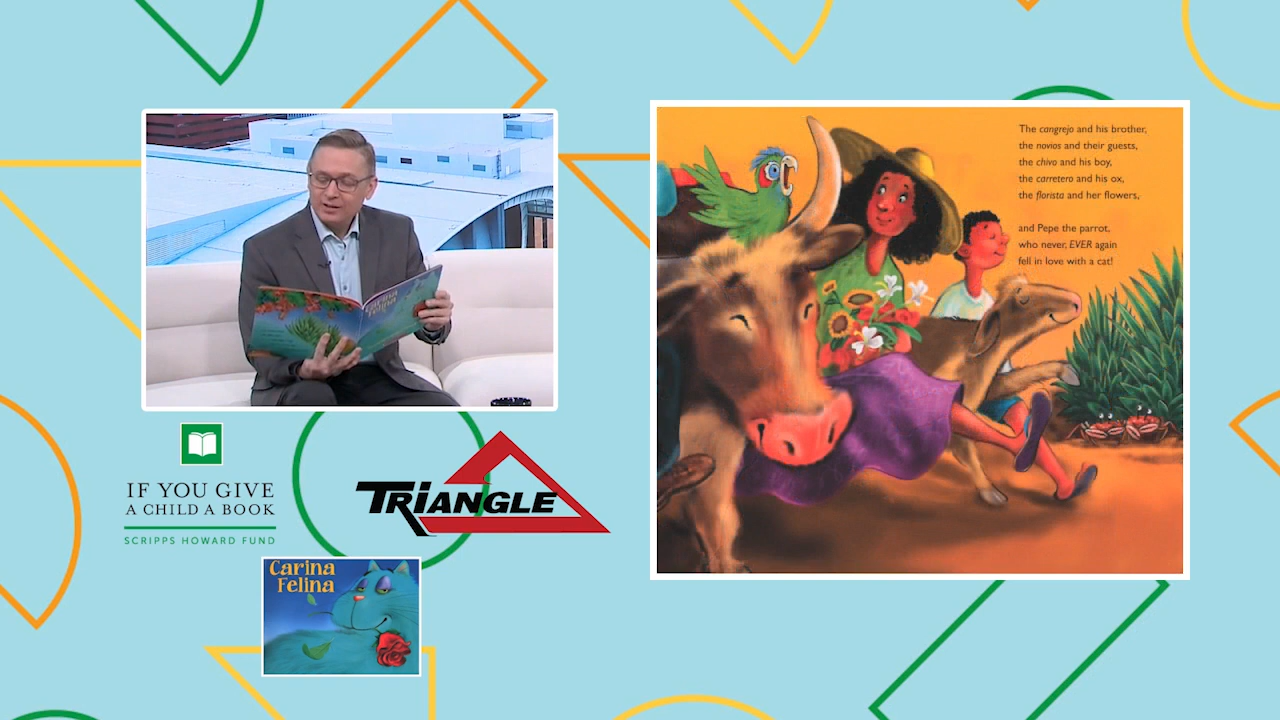 The cangrejo and his brother,
the novios and their guests,
the chivo and his boy,
the carretero and his ox,
the florista and her flowers,
and Pepe the parrot,
who never, EVER again
fell in love with a cat!
Carina
Felina
IF YOU GIVE
A CHILD A BOOK
SCRIPPS HOWARD FUND
TRIANGLE
Carina
Felina